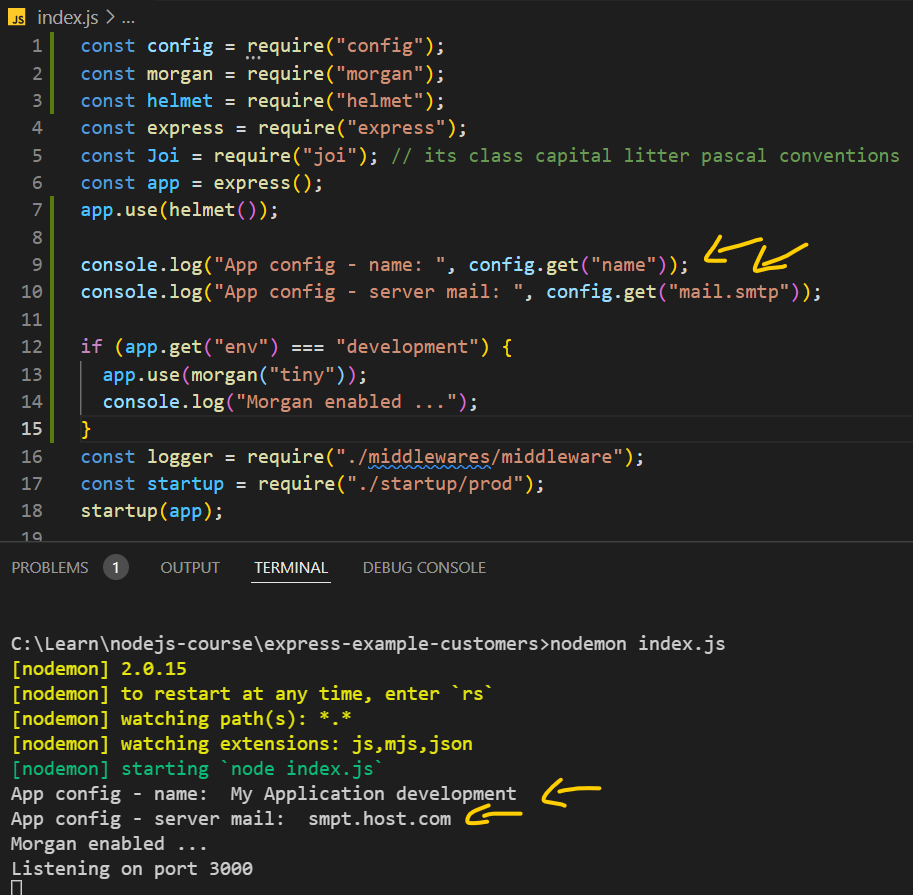 JS index.js > ...
1 const config = require("config");
2 const morgan = require("morgan");
3 const helmet = require("helmet");
4 const express = require("express");
5 const Joi = require("joi"); // its class capital litter pascal conventions
6 const app = express();
7 app.use(helmet());
8
9 console.log("App config - name: ", config.get("name"));
10 console.log("App config - server mail: ", config.get("mail.smtp"));
11
12 if (app.get("env") === "development") {
13   app.use(morgan("tiny"));
14   console.log("Morgan enabled ...");
15 }
16 const logger = require("./middlewares/middleware");
17 const startup = require("./startup/prod");
18 startup(app);
19
PROBLEMS 1 OUTPUT TERMINAL DEBUG CONSOLE
C:\Learn\nodejs-course\express-example-customers>nodemon index.js
[nodemon] 2.0.15
[nodemon] to restart at any time, enter `rs`
[nodemon] watching path(s): *.*
[nodemon] watching extensions: js,mjs,json
[nodemon] starting `node index.js`
App config - name:  My Application development
App config - server mail:  smpt.host.com
Morgan enabled ...
Listening on port 3000